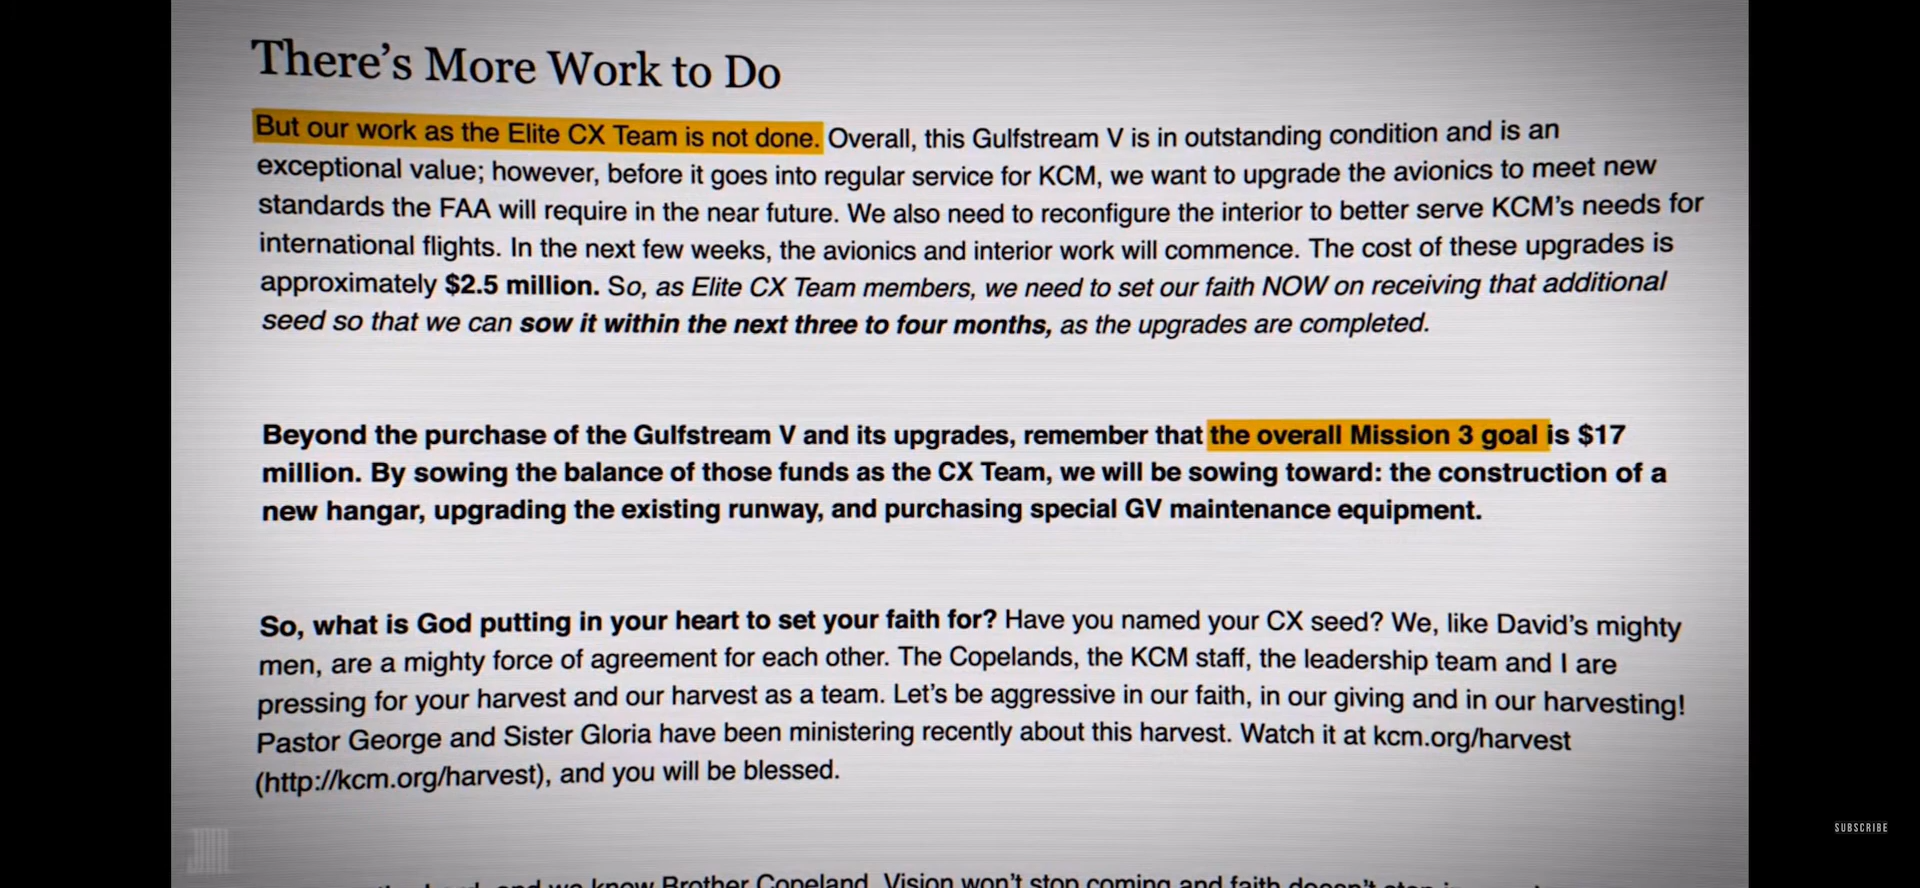 There’s More Work to Do
But our work as the Elite CX Team is not done. Overall, this Gulfstream V is in outstanding condition and is an
exceptional value; however, before it goes into regular service for KCM, we want to upgrade the avionics to meet new
standards the FAA will require in the near future. We also need to reconfigure the interior to better serve KCM’s needs for
international flights. In the next few weeks, the avionics and interior work will commence. The cost of these upgrades is
approximately $2.5 million. So, as Elite CX Team members, we need to set our faith NOW on receiving that additional
seed so that we can sow it within the next three to four months, as the upgrades are completed.
Beyond the purchase of the Gulfstream V and its upgrades, remember that the overall Mission 3 goal is $17
million. By sowing the balance of those funds as the CX Team, we will be sowing toward: the construction of a
new hangar, upgrading the existing runway, and purchasing special GV maintenance equipment.
So, what is God putting in your heart to set your faith for? Have you named your CX seed? We, like David’s mighty
men, are a mighty force of agreement for each other. The Copelands, the KCM staff, the leadership team and I are
pressing for your harvest and our harvest as a team. Let’s be aggressive in our faith, in our giving and in our harvesting!
Pastor George and Sister Gloria have been ministering recently about this harvest. Watch it at kcm.org/harvest
(http://kcm.org/harvest), and you will be blessed.
SUBSCRIBE
and we know Brother Copeland. Vision won’t stop coming and faith doesn’t